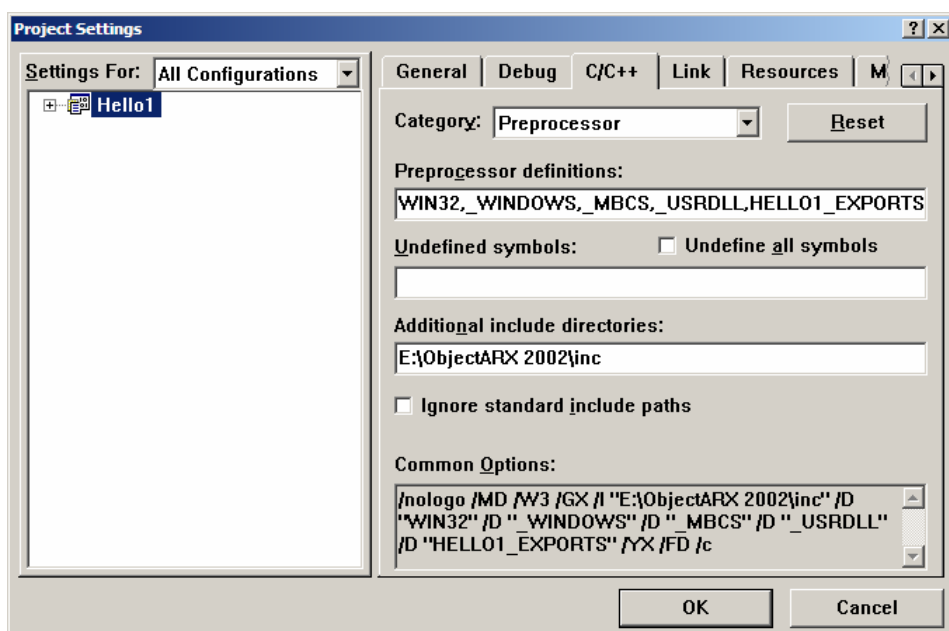 Project Settings
Settings For: All Configurations
Hello1
General Debug C/C++ Link Resources M
Category: Preprocessor Reset
Preprocessor definitions:
WIN32,_WINDOWS,_MBCS,_USRDLL,HELLO1_EXPORTS
Undefined symbols: Undefine all symbols
Additional include directories:
E:\ObjectARX 2002\inc
Ignore standard include paths
Common Options:
/nologo /MD /W3 /GX /I "E:\ObjectARX 2002\inc" /D
"WIN32" /D "_WINDOWS" /D "_MBCS" /D "_USRDLL"
/D "HELLO1_EXPORTS" /YX /FD /c
OK Cancel